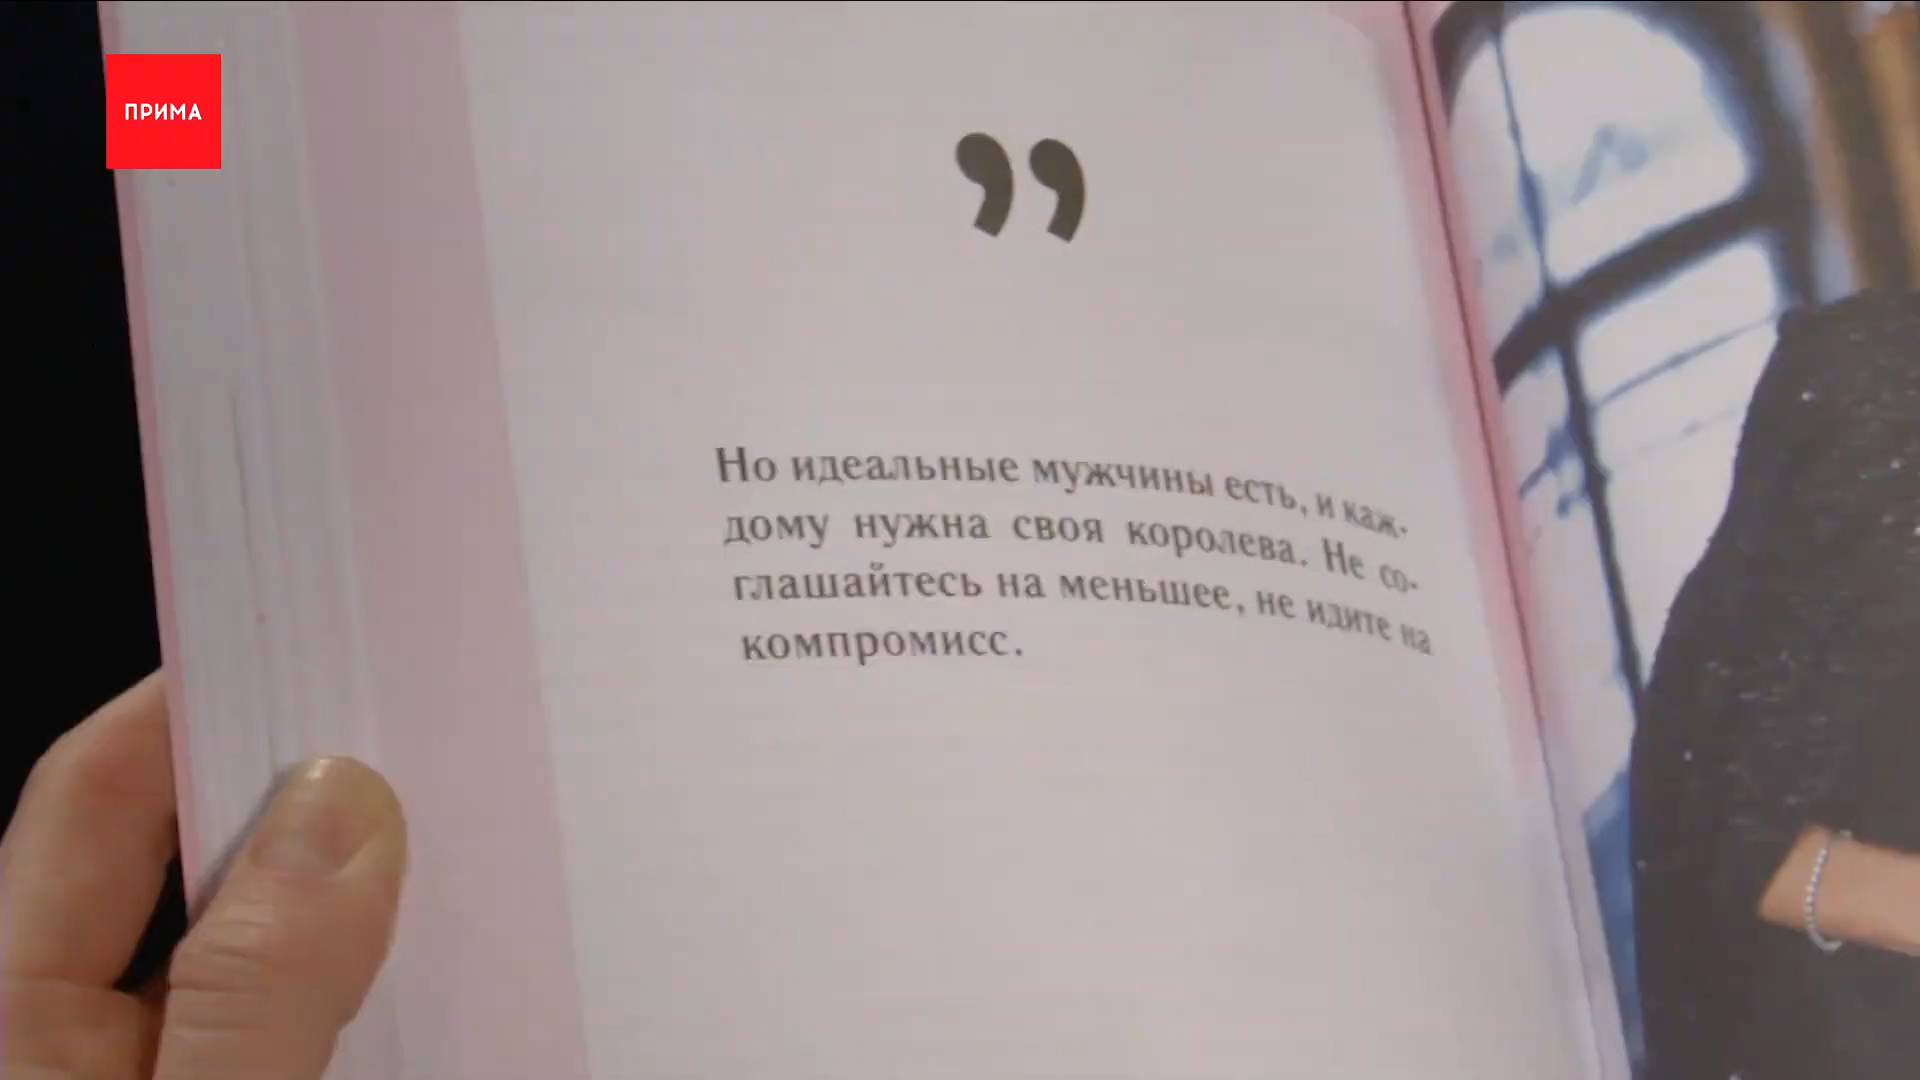 ПРИМА
”
Но идеальные мужчины есть, и каж-
дому нужна своя королева. Не со-
глашайтесь на меньшее, не идите на
компромисс.